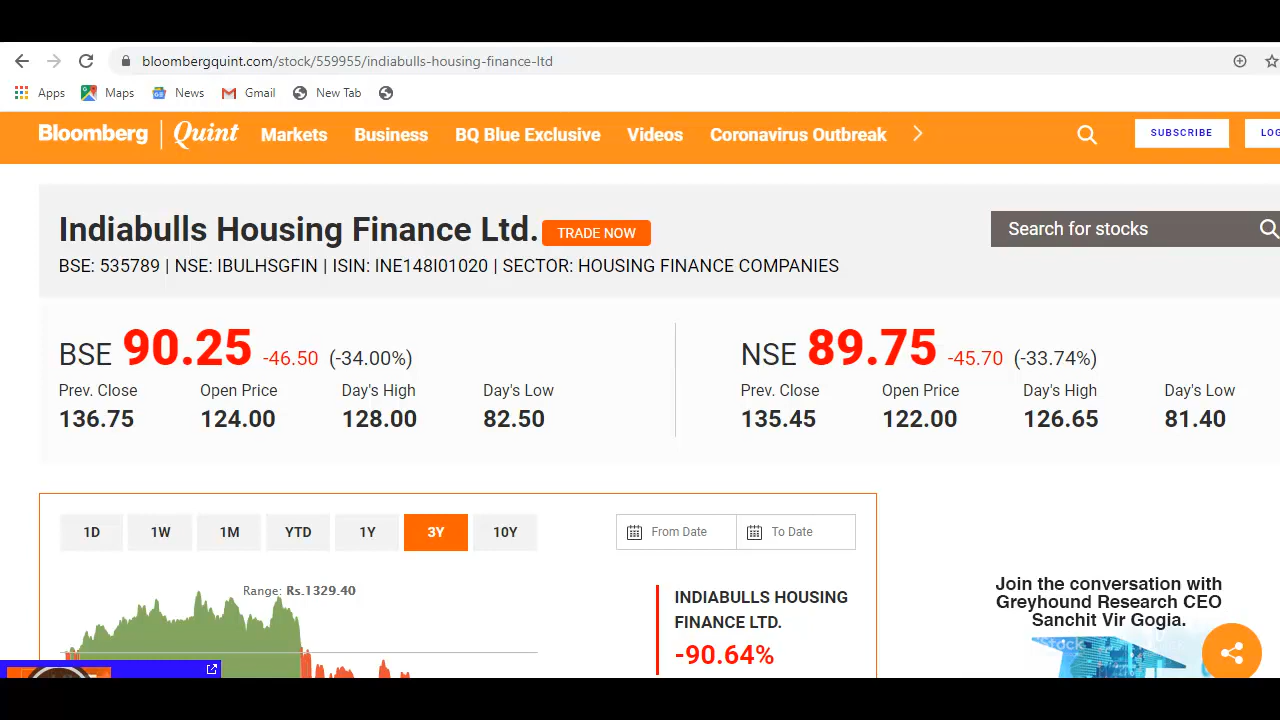 bloombergquint.com/stock/559955/indiabulls-housing-finance-ltd
Apps Maps News Gmail New Tab
Bloomberg | Quint Markets Business BQ Blue Exclusive Videos Coronavirus Outbreak SUBSCRIBE LOG
Indiabulls Housing Finance Ltd. TRADE NOW
Search for stocks
BSE: 535789 | NSE: IBULHSGFIN | ISIN: INE148I01020 | SECTOR: HOUSING FINANCE COMPANIES
BSE 90.25 -46.50 (-34.00%)
Prev. Close Open Price Day's High Day's Low
136.75 124.00 128.00 82.50
NSE 89.75 -45.70 (-33.74%)
Prev. Close Open Price Day's High Day's Low
135.45 122.00 126.65 81.40
1D 1W 1M YTD 1Y 3Y 10Y
From Date To Date
Range: Rs.1329.40
INDIABULLS HOUSING
FINANCE LTD.
-90.64%
Join the conversation with
Greyhound Research CEO
Sanchit Vir Gogia.